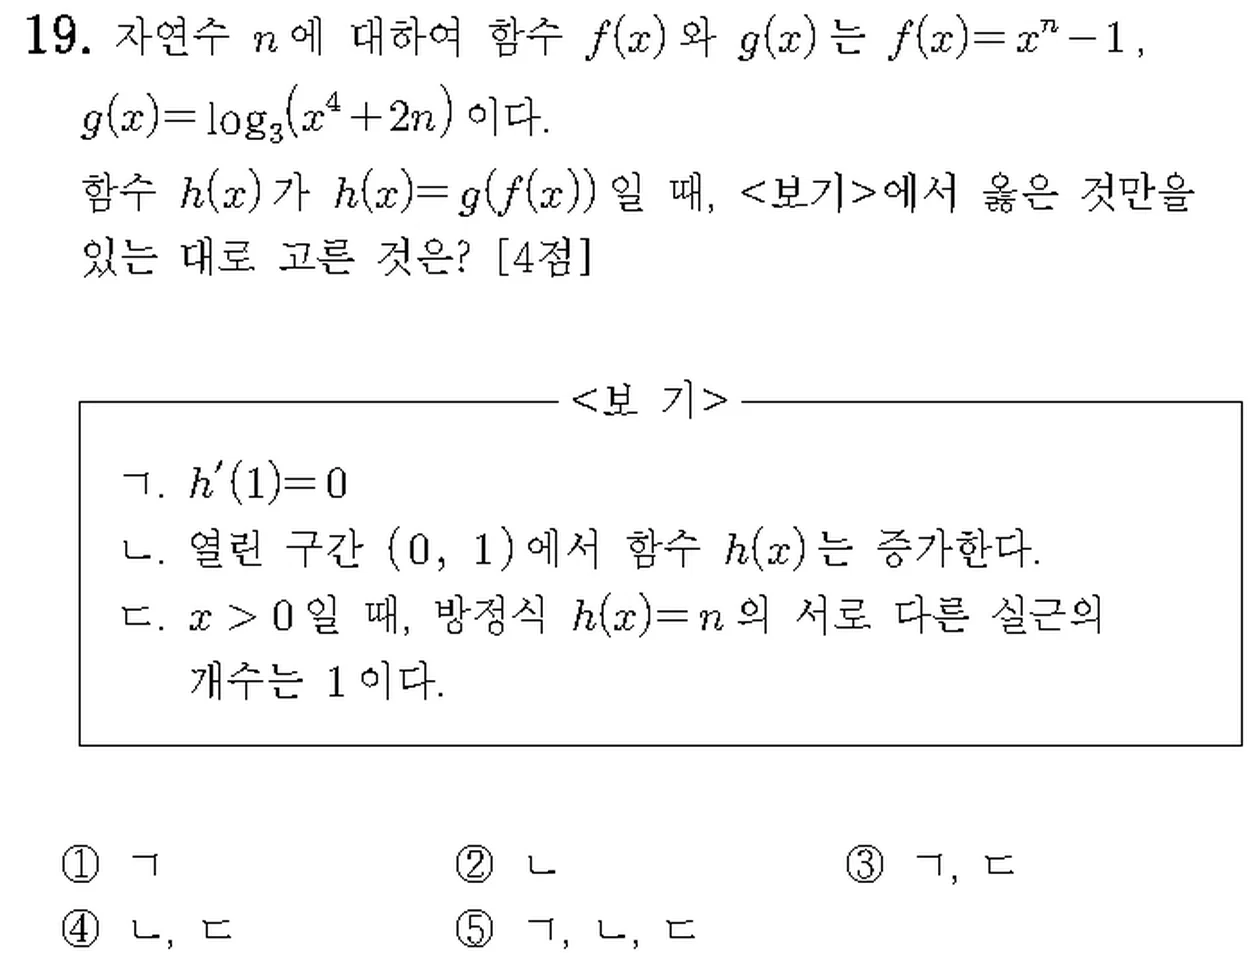 19. 자연수 n에 대하여 함수 f(x)와 g(x)는 f(x)=xⁿ−1,
g(x)=log₃(x⁴+2n)이다.
함수 h(x)가 h(x)=g(f(x))일 때, <보기>에서 옳은 것만을
있는 대로 고른 것은? [4점]
<보 기>
ㄱ. h′(1)=0
ㄴ. 열린 구간 (0, 1)에서 함수 h(x)는 증가한다.
ㄷ. x > 0일 때, 방정식 h(x)=n의 서로 다른 실근의
개수는 1이다.
① ㄱ ② ㄴ ③ ㄱ, ㄷ
④ ㄴ, ㄷ ⑤ ㄱ, ㄴ, ㄷ